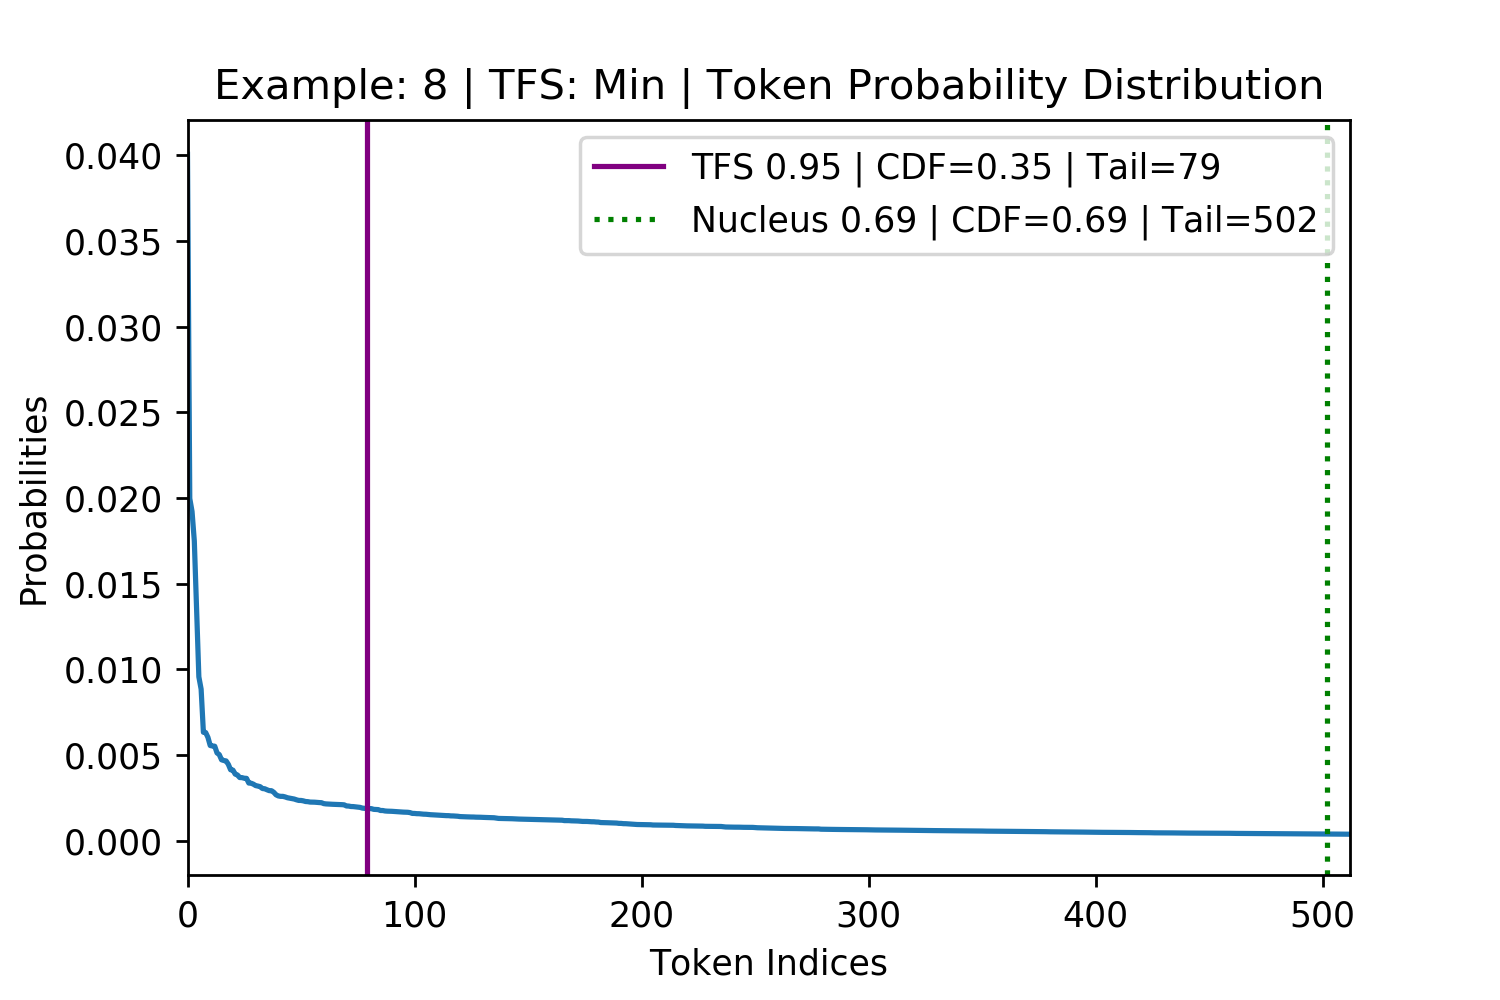 Example: 8 | TFS: Min | Token Probability Distribution
TFS 0.95 | CDF=0.35 | Tail=79
Nucleus 0.69 | CDF=0.69 | Tail=502
Probabilities
0.040
0.035
0.030
0.025
0.020
0.015
0.010
0.005
0.000
0 100 200 300 400 500
Token Indices